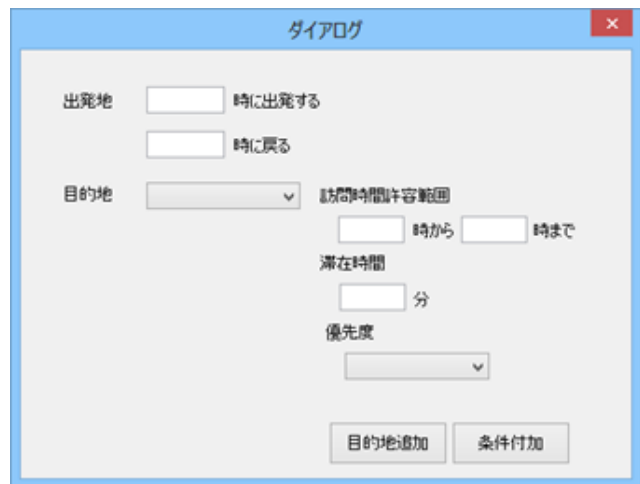 ダイアログ
出発地 時に出発する
時に戻る
目的地 訪問時間許容範囲
時から 時まで
滞在時間
分
優先度
目的地追加 条件付加